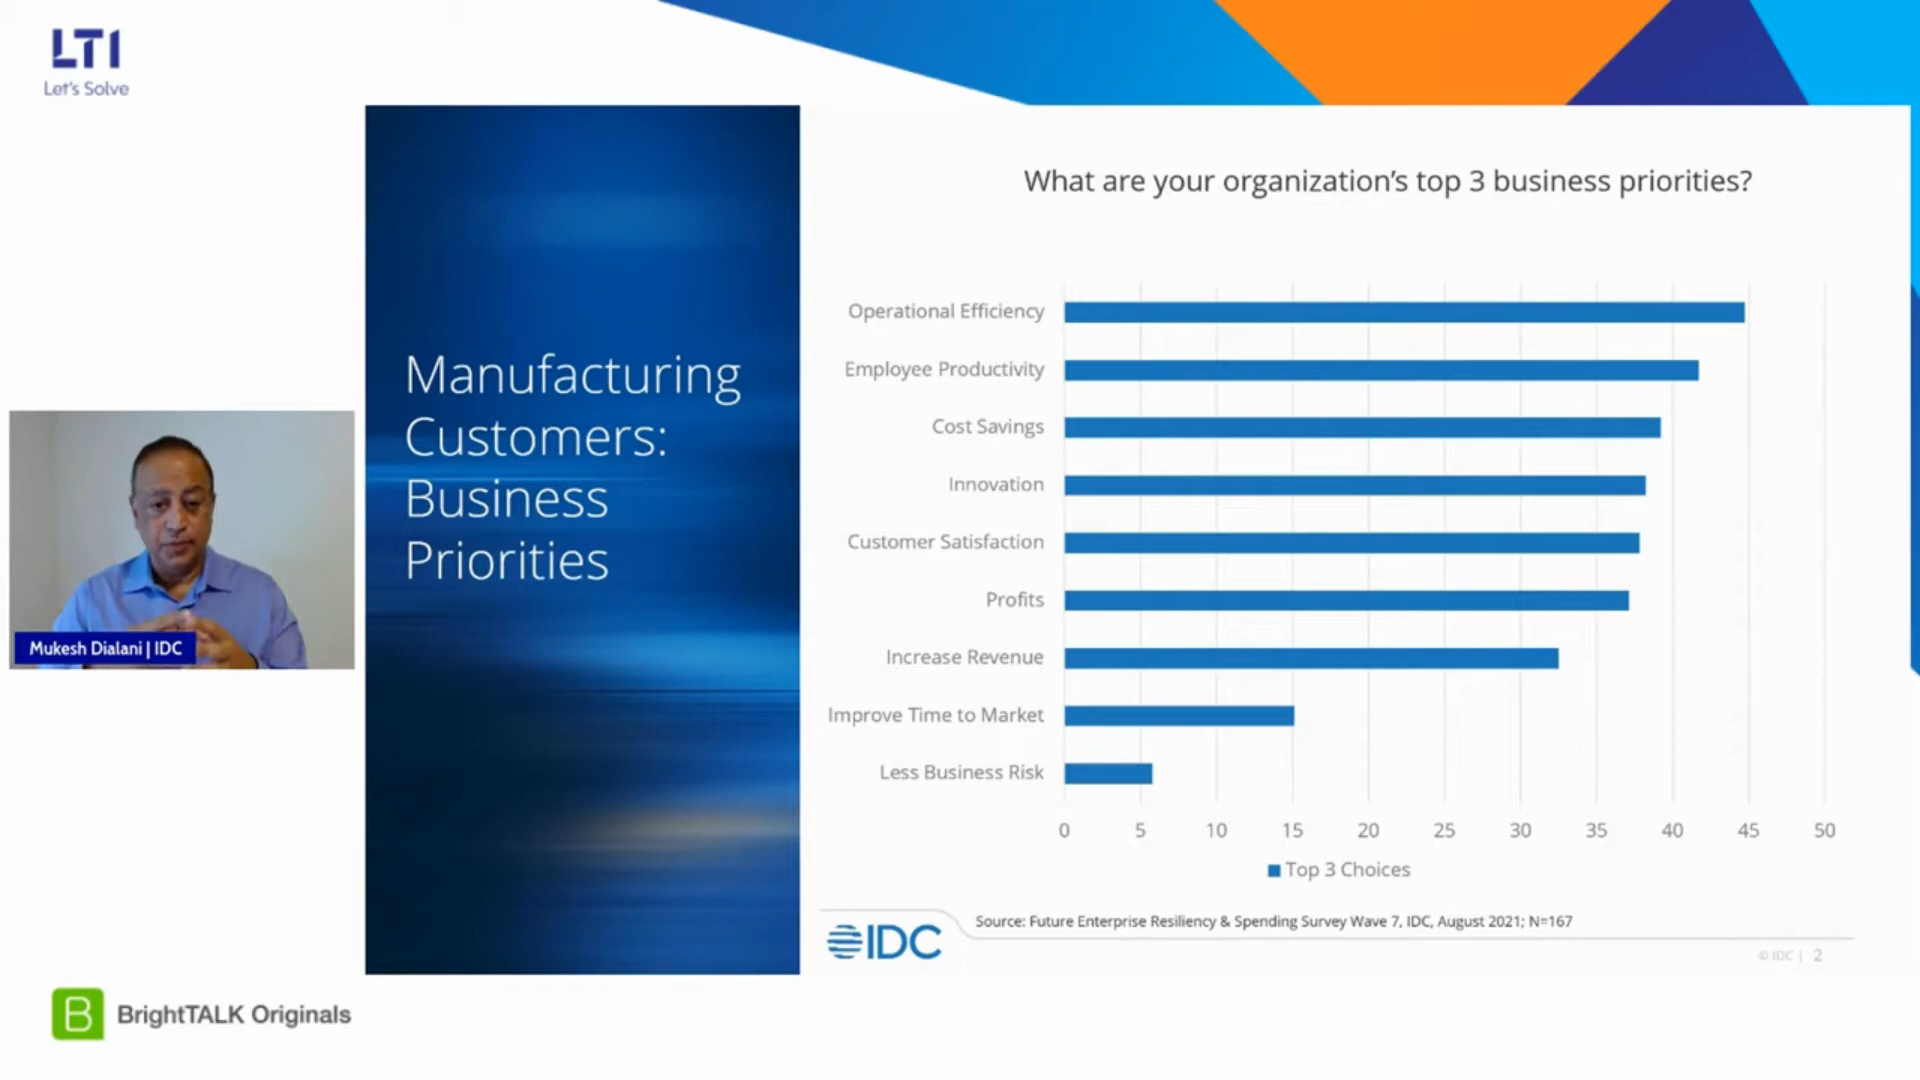 LTI
Let's Solve
Manufacturing
Customers:
Business
Priorities
Mukesh Dialani | IDC
What are your organization's top 3 business priorities?
Operational Efficiency
Employee Productivity
Cost Savings
Innovation
Customer Satisfaction
Profits
Increase Revenue
Improve Time to Market
Less Business Risk
0 5 10 15 20 25 30 35 40 45 50
Top 3 Choices
IDC
Source: Future Enterprise Resiliency & Spending Survey Wave 7, IDC, August 2021; N=167
© IDC | 2
B BrightTALK Originals